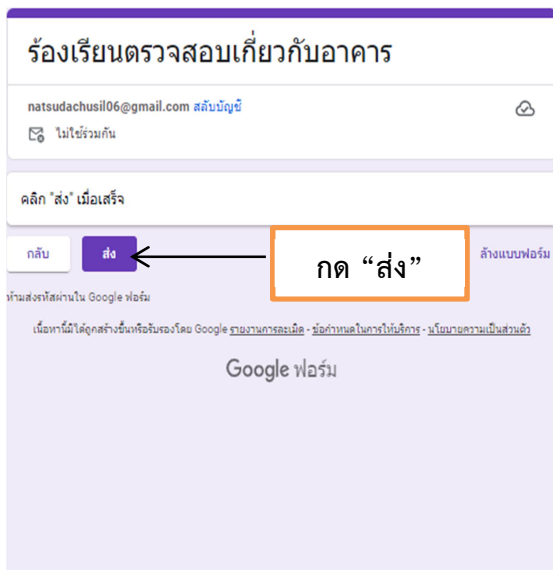 ร้องเรียนตรวจสอบเกี่ยวกับอาคาร
natsudachusil06@gmail.com สลับบัญชี
ไม่ใช่ร่วมกัน
คลิก "ส่ง" เมื่อเสร็จ
กลับ
ส่ง
กด “ส่ง”
ล้างแบบฟอร์ม
ห้ามส่งรหัสผ่านใน Google ฟอร์ม
เนื้อหานี้มิได้ถูกสร้างขึ้นหรือรับรองโดย Google รายงานการละเมิด - ข้อกำหนดในการให้บริการ - นโยบายความเป็นส่วนตัว
Google ฟอร์ม